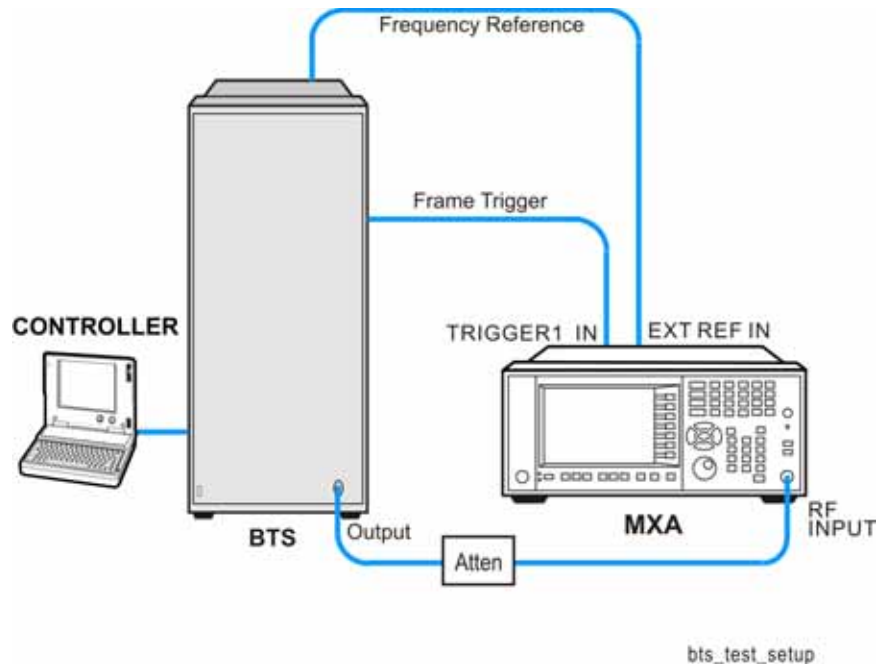 Frequency Reference
Frame Trigger
CONTROLLER
TRIGGER1 IN
EXT REF IN
BTS
Output
Atten
MXA
RF
INPUT
bts_test_setup